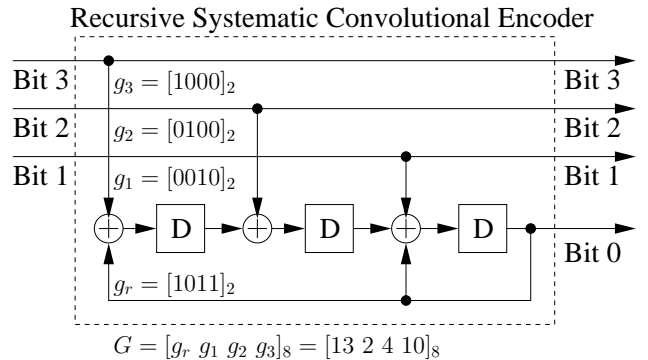 Recursive Systematic Convolutional Encoder
Bit 3
Bit 3
g₃ = [1000]₂
Bit 2
Bit 2
g₂ = [0100]₂
Bit 1
Bit 1
g₁ = [0010]₂
D
D
D
Bit 0
gᵣ = [1011]₂
G = [gᵣ g₁ g₂ g₃]₈ = [13 2 4 10]₈